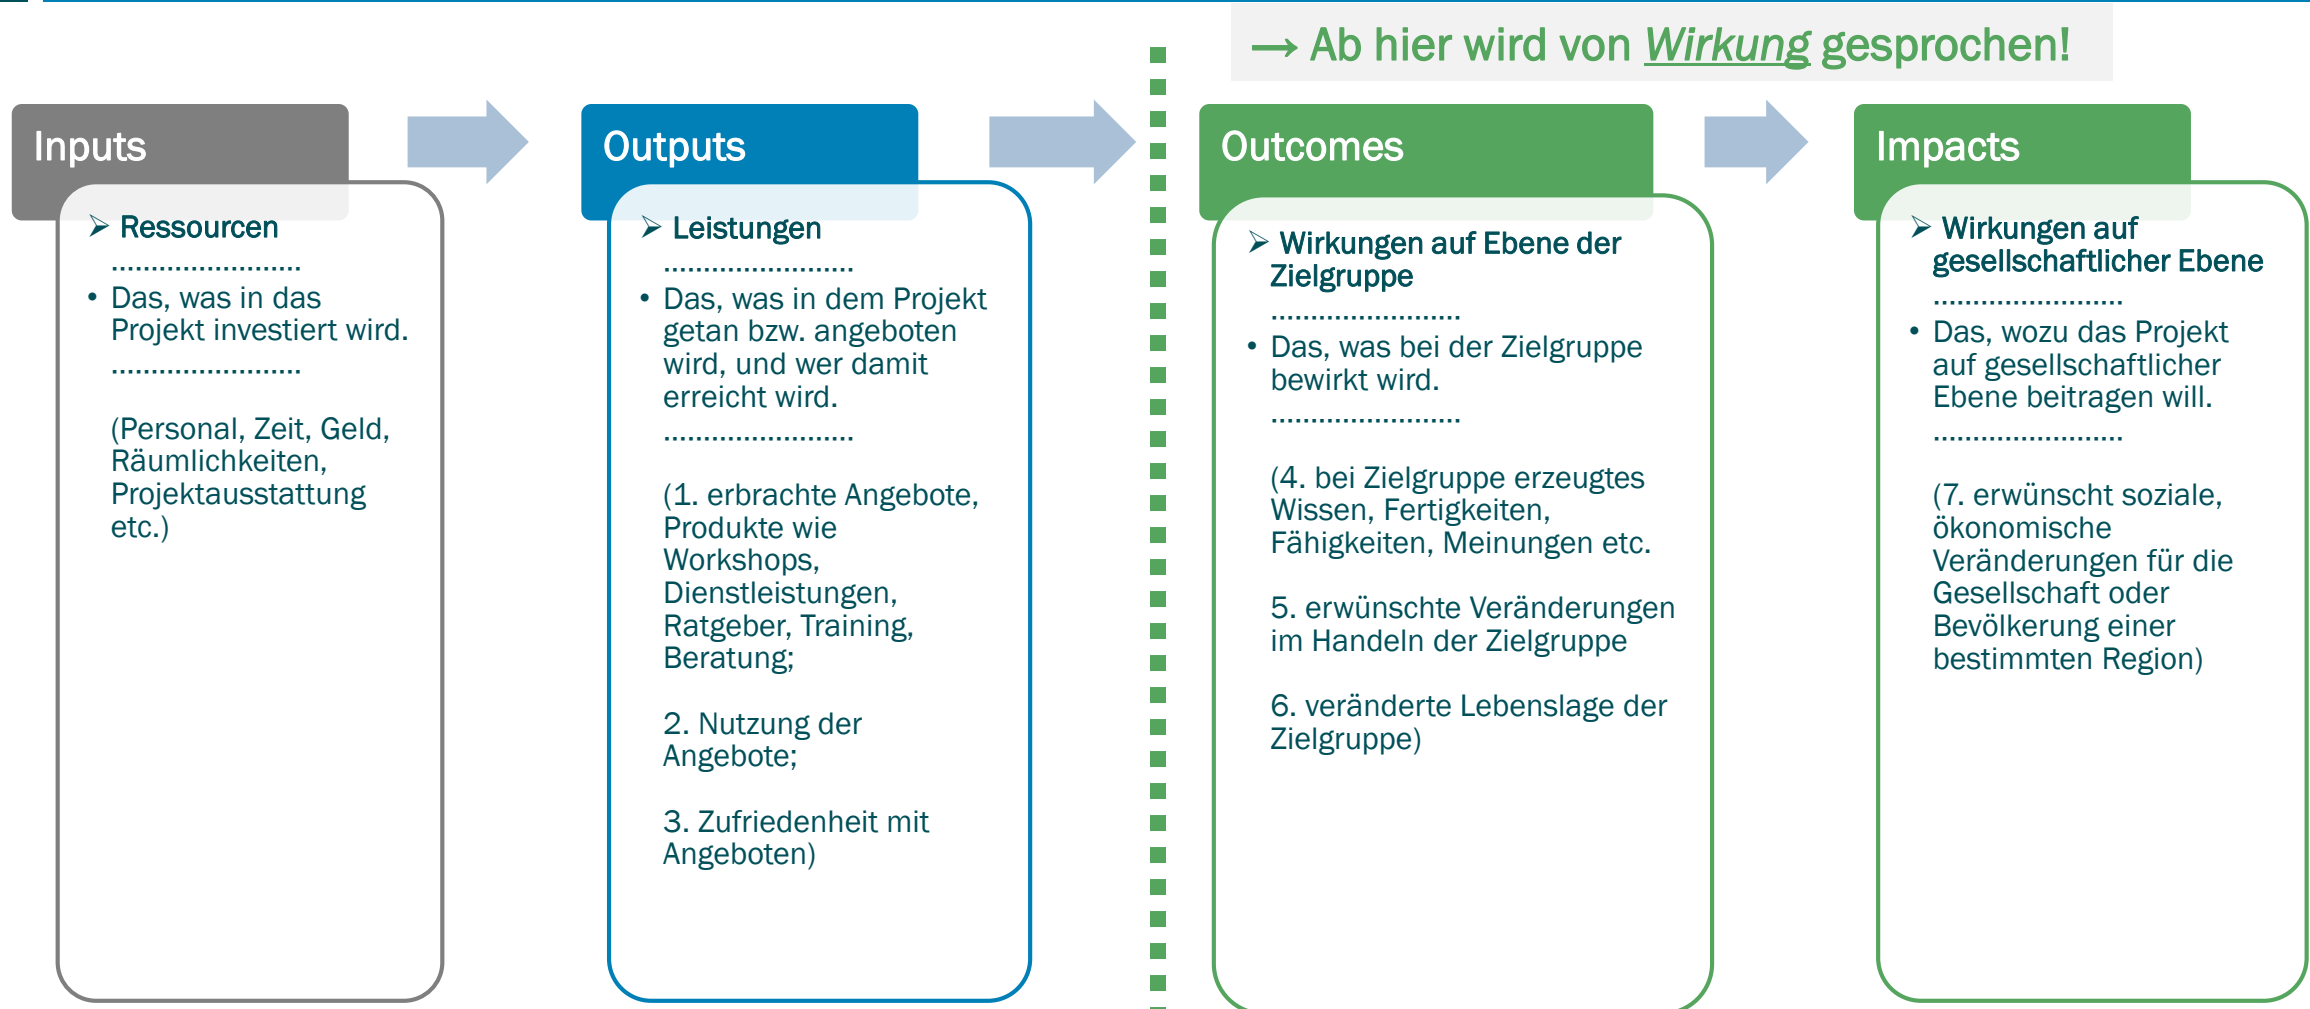 → Ab hier wird von Wirkung gesprochen!
Inputs
➢ Ressourcen
........................
• Das, was in das
Projekt investiert wird.
........................
(Personal, Zeit, Geld,
Räumlichkeiten,
Projektausstattung
etc.)
Outputs
➢ Leistungen
........................
• Das, was in dem Projekt
getan bzw. angeboten
wird, und wer damit
erreicht wird.
........................
(1. erbrachte Angebote,
Produkte wie
Workshops,
Dienstleistungen,
Ratgeber, Training,
Beratung;
2. Nutzung der
Angebote;
3. Zufriedenheit mit
Angeboten)
Outcomes
➢ Wirkungen auf Ebene der
Zielgruppe
........................
• Das, was bei der Zielgruppe
bewirkt wird.
........................
(4. bei Zielgruppe erzeugtes
Wissen, Fertigkeiten,
Fähigkeiten, Meinungen etc.
5. erwünschte Veränderungen
im Handeln der Zielgruppe
6. veränderte Lebenslage der
Zielgruppe)
Impacts
➢ Wirkungen auf
gesellschaftlicher Ebene
........................
• Das, wozu das Projekt
auf gesellschaftlicher
Ebene beitragen will.
........................
(7. erwünscht soziale,
ökonomische
Veränderungen für die
Gesellschaft oder
Bevölkerung einer
bestimmten Region)